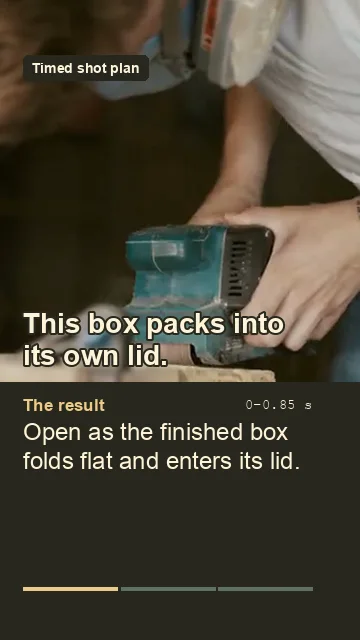 Timed shot plan
This box packs into
its own lid.
The result
0–0.85 s
Open as the finished box
folds flat and enters its lid.